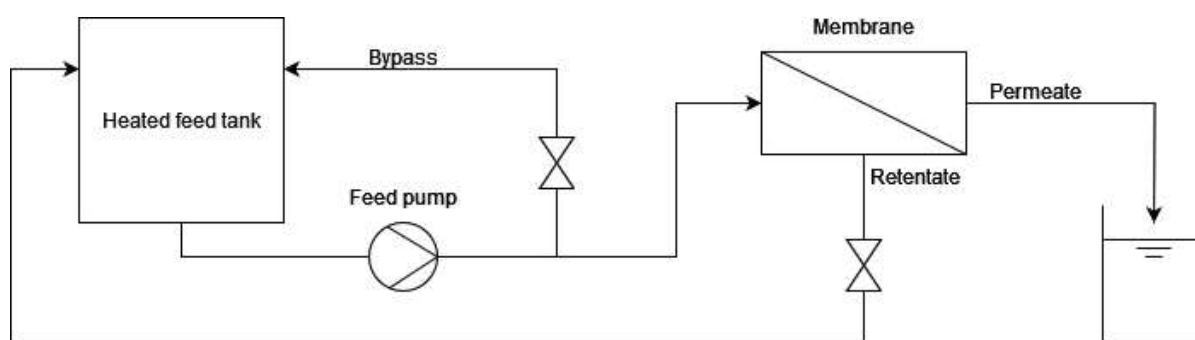 Membrane
Bypass
Permeate
Heated feed tank
Retentate
Feed pump